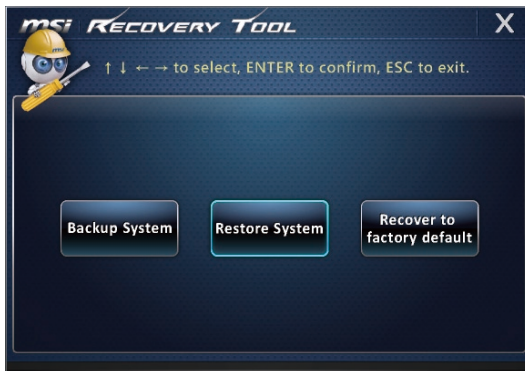 msi Recovery Tool X
↑ ↓ ← → to select, ENTER to confirm, ESC to exit.
msi
Backup System
Restore System
Recover to
factory default